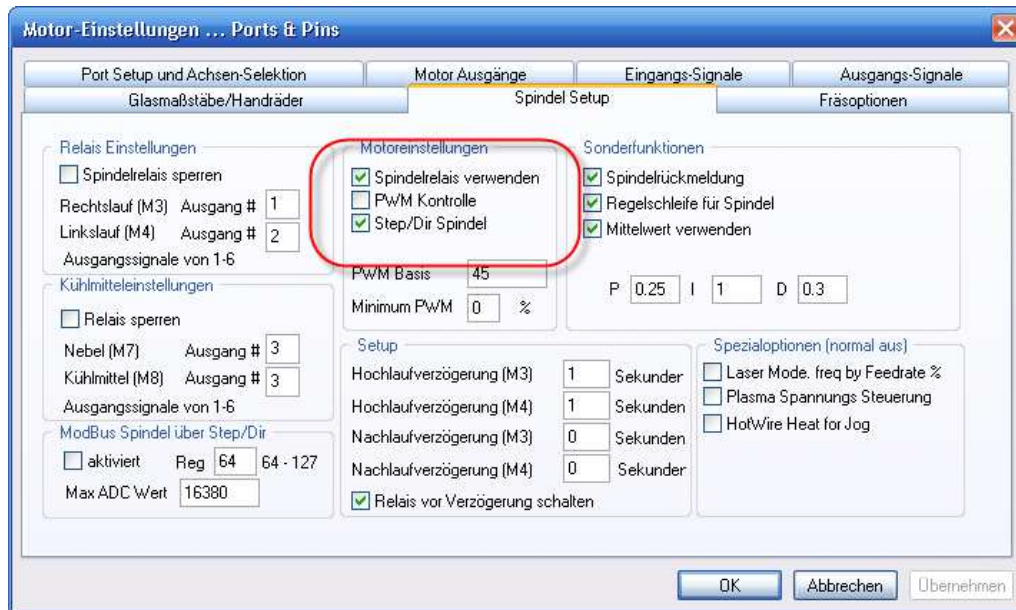 Motor-Einstellungen ... Ports & Pins
Port Setup und Achsen-Selektion
Motor Ausgänge
Eingangs-Signale
Ausgangs-Signale
Glasmaßstäbe/Handräder
Spindel Setup
Fräsoptionen
Relais Einstellungen
Spindelrelais sperren
Rechtslauf (M3) Ausgang # 1
Linkslauf (M4) Ausgang # 2
Ausgangssignale von 1-6
Motoreinstellungen
Spindelrelais verwenden
PWM Kontrolle
Step/Dir Spindel
PWM Basis 45
Minimum PWM 0 %
Sonderfunktionen
Spindelrückmeldung
Regelschleife für Spindel
Mittelwert verwenden
P 0.25 I 1 D 0.3
Kühlmitteleinstellungen
Relais sperren
Nebel (M7) Ausgang # 3
Kühlmittel (M8) Ausgang # 3
Ausgangssignale von 1-6
ModBus Spindel über Step/Dir
aktiviert Reg 64 64 - 127
Max ADC Wert 16380
Setup
Hochlaufverzögerung (M3) 1 Sekunder
Hochlaufverzögerung (M4) 1 Sekunden
Nachlaufverzögerung (M3) 0 Sekunden
Nachlaufverzögerung (M4) 0 Sekunder
Relais vor Verzögerung schalten
Spezialoptionen (normal aus)
Laser Mode. freq by Feedrate %
Plasma Spannungs Steuerung
HotWire Heat for Jog
OK
Abbrechen
Übernehmen